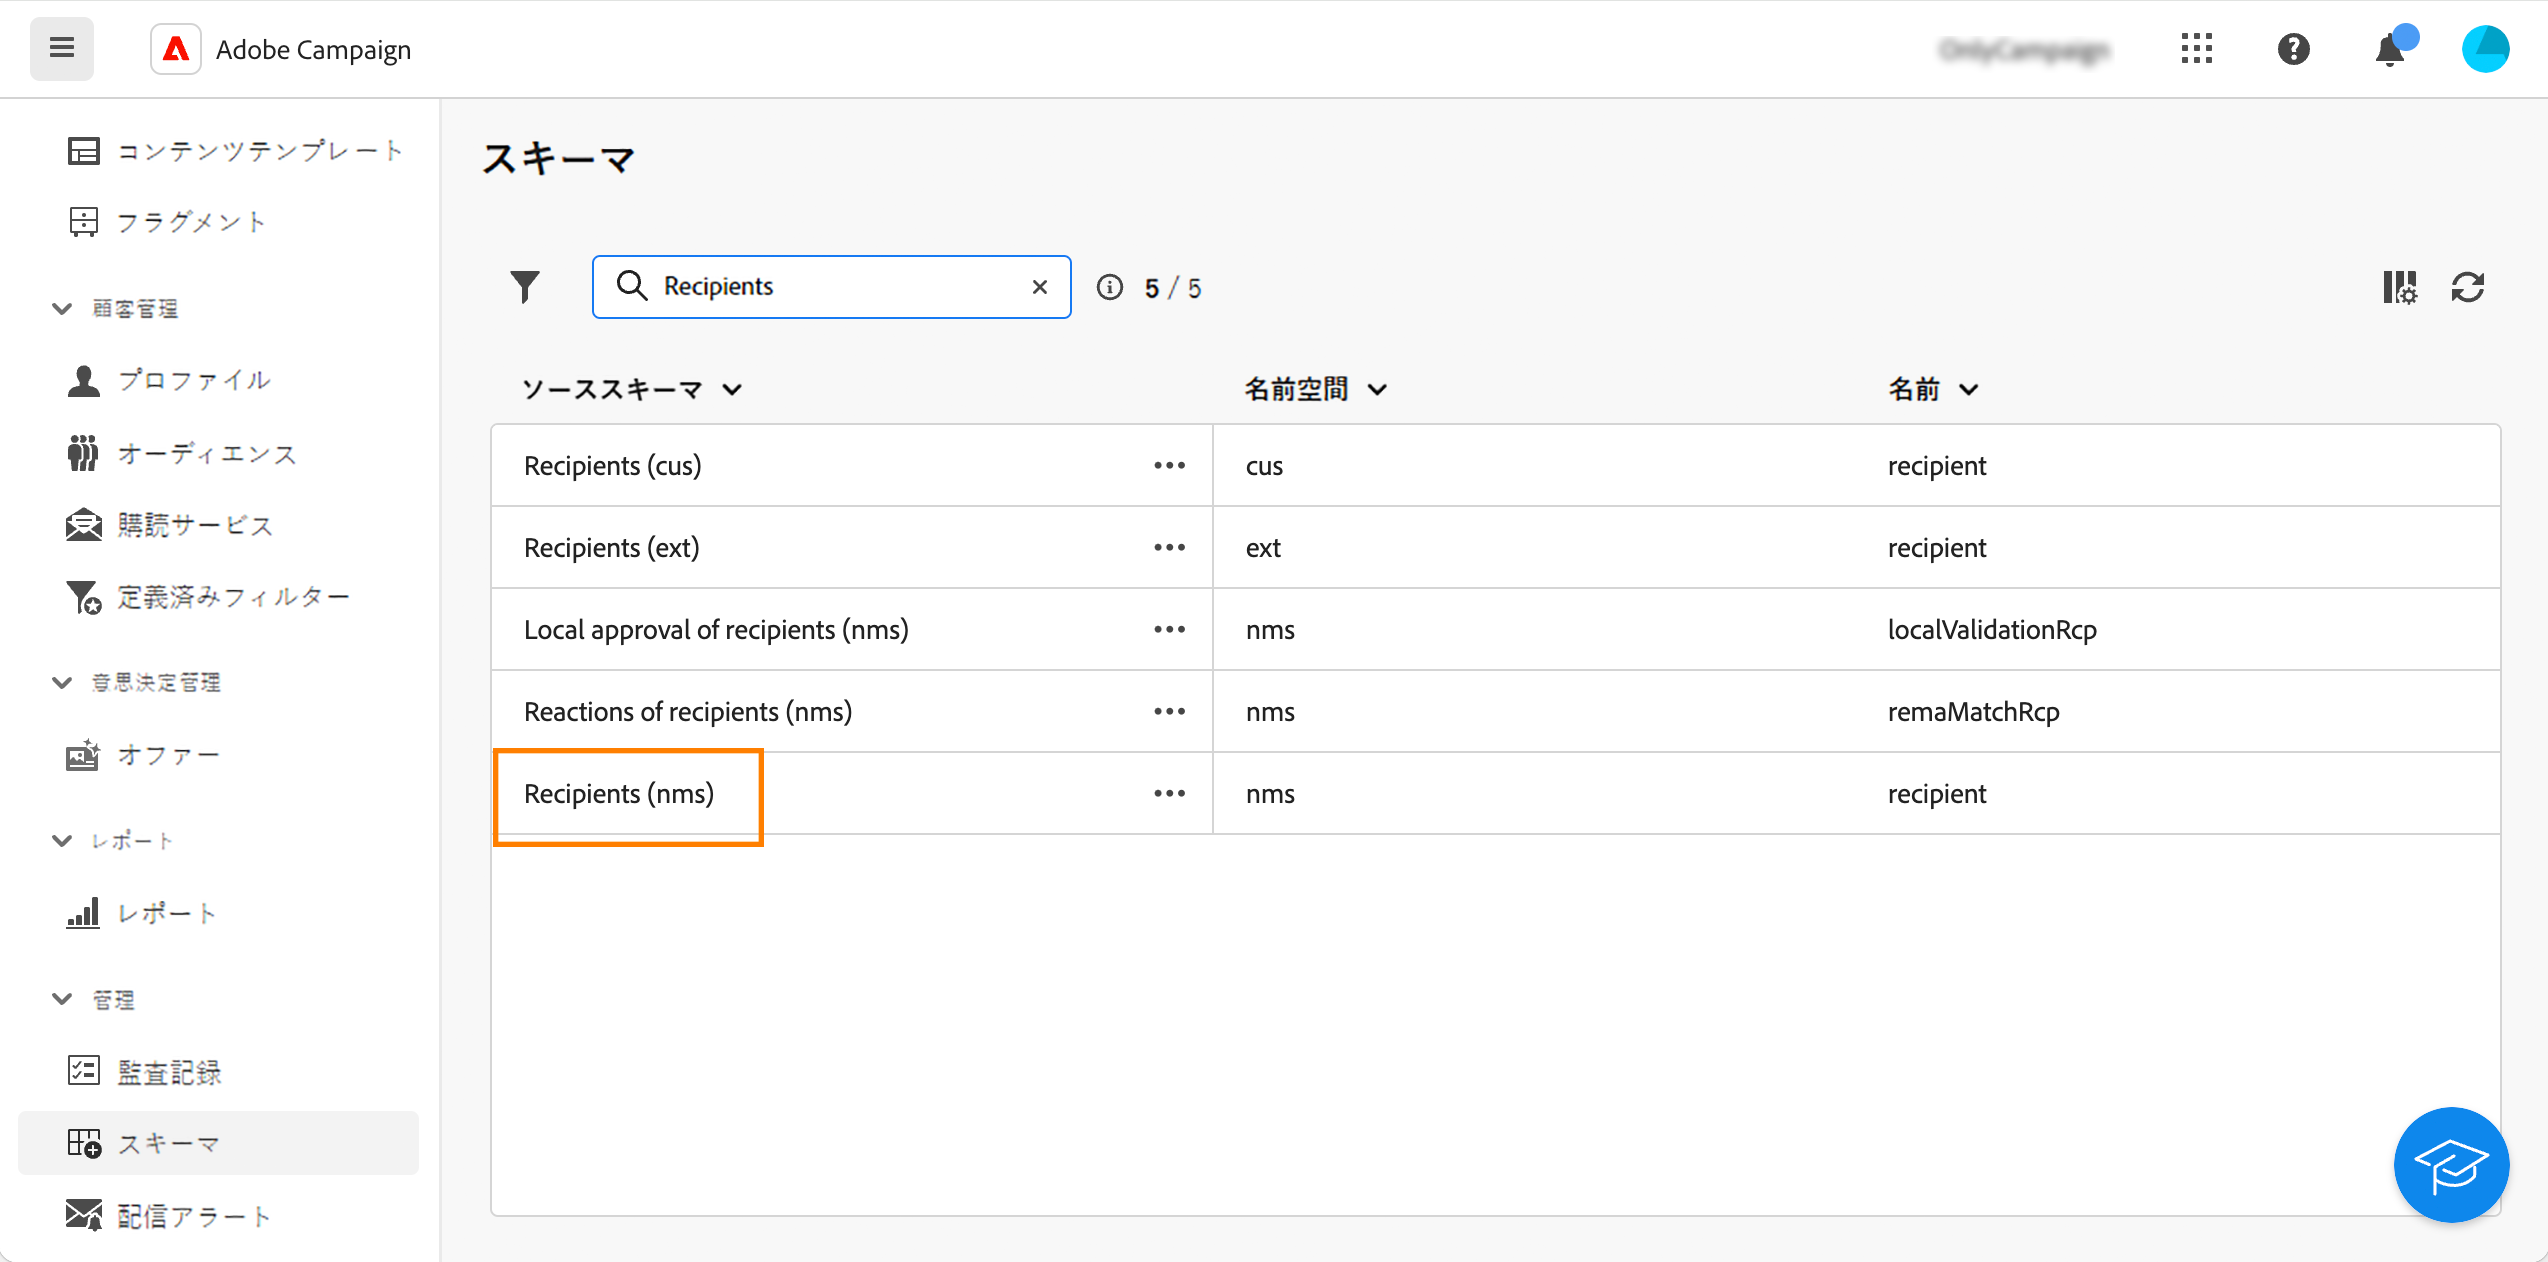 Adobe Campaign
コンテンツテンプレート
フラグメント
顧客管理
プロファイル
オーディエンス
購読サービス
定義済みフィルター
意思決定管理
オファー
レポート
レポート
管理
監査記録
スキーマ
配信アラート
スキーマ
Recipients
5 / 5
ソーススキーマ 名前空間 名前
Recipients (cus) cus recipient
Recipients (ext) ext recipient
Local approval of recipients (nms) nms localValidationRcp
Reactions of recipients (nms) nms remaMatchRcp
Recipients (nms) nms recipient